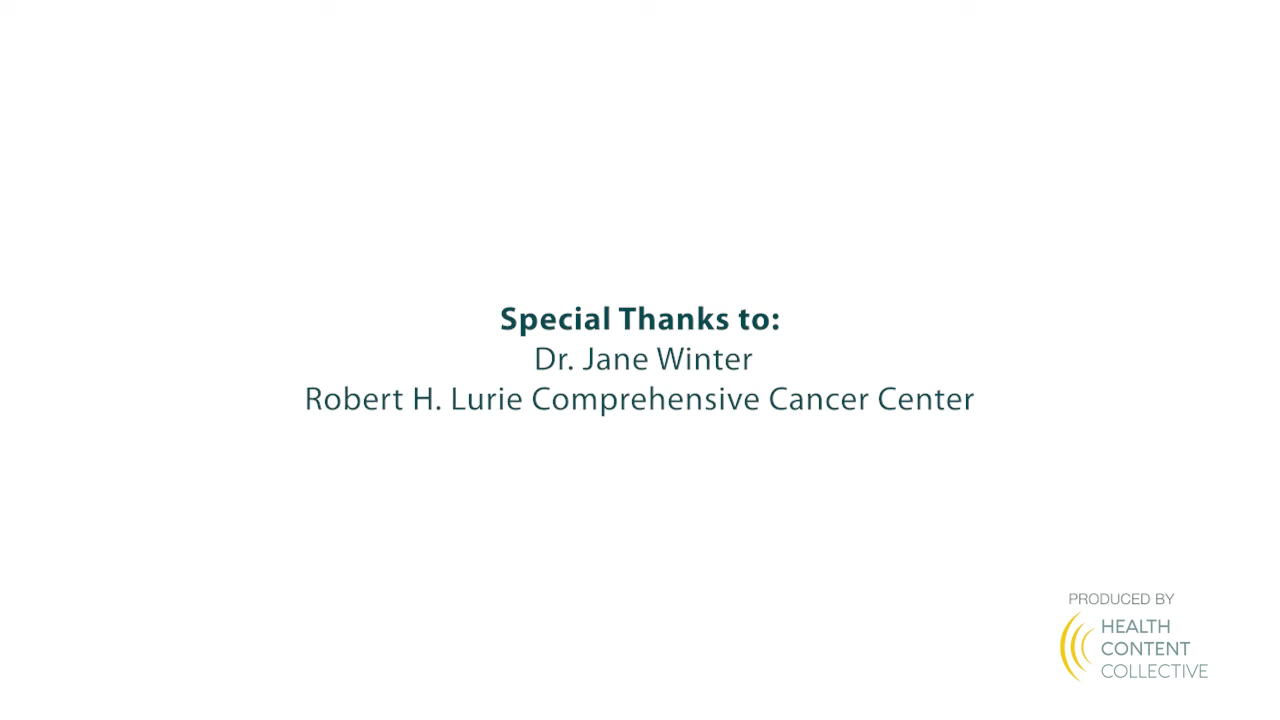 Special Thanks to:
Dr. Jane Winter
Robert H. Lurie Comprehensive Cancer Center
PRODUCED BY
HEALTH
CONTENT
COLLECTIVE